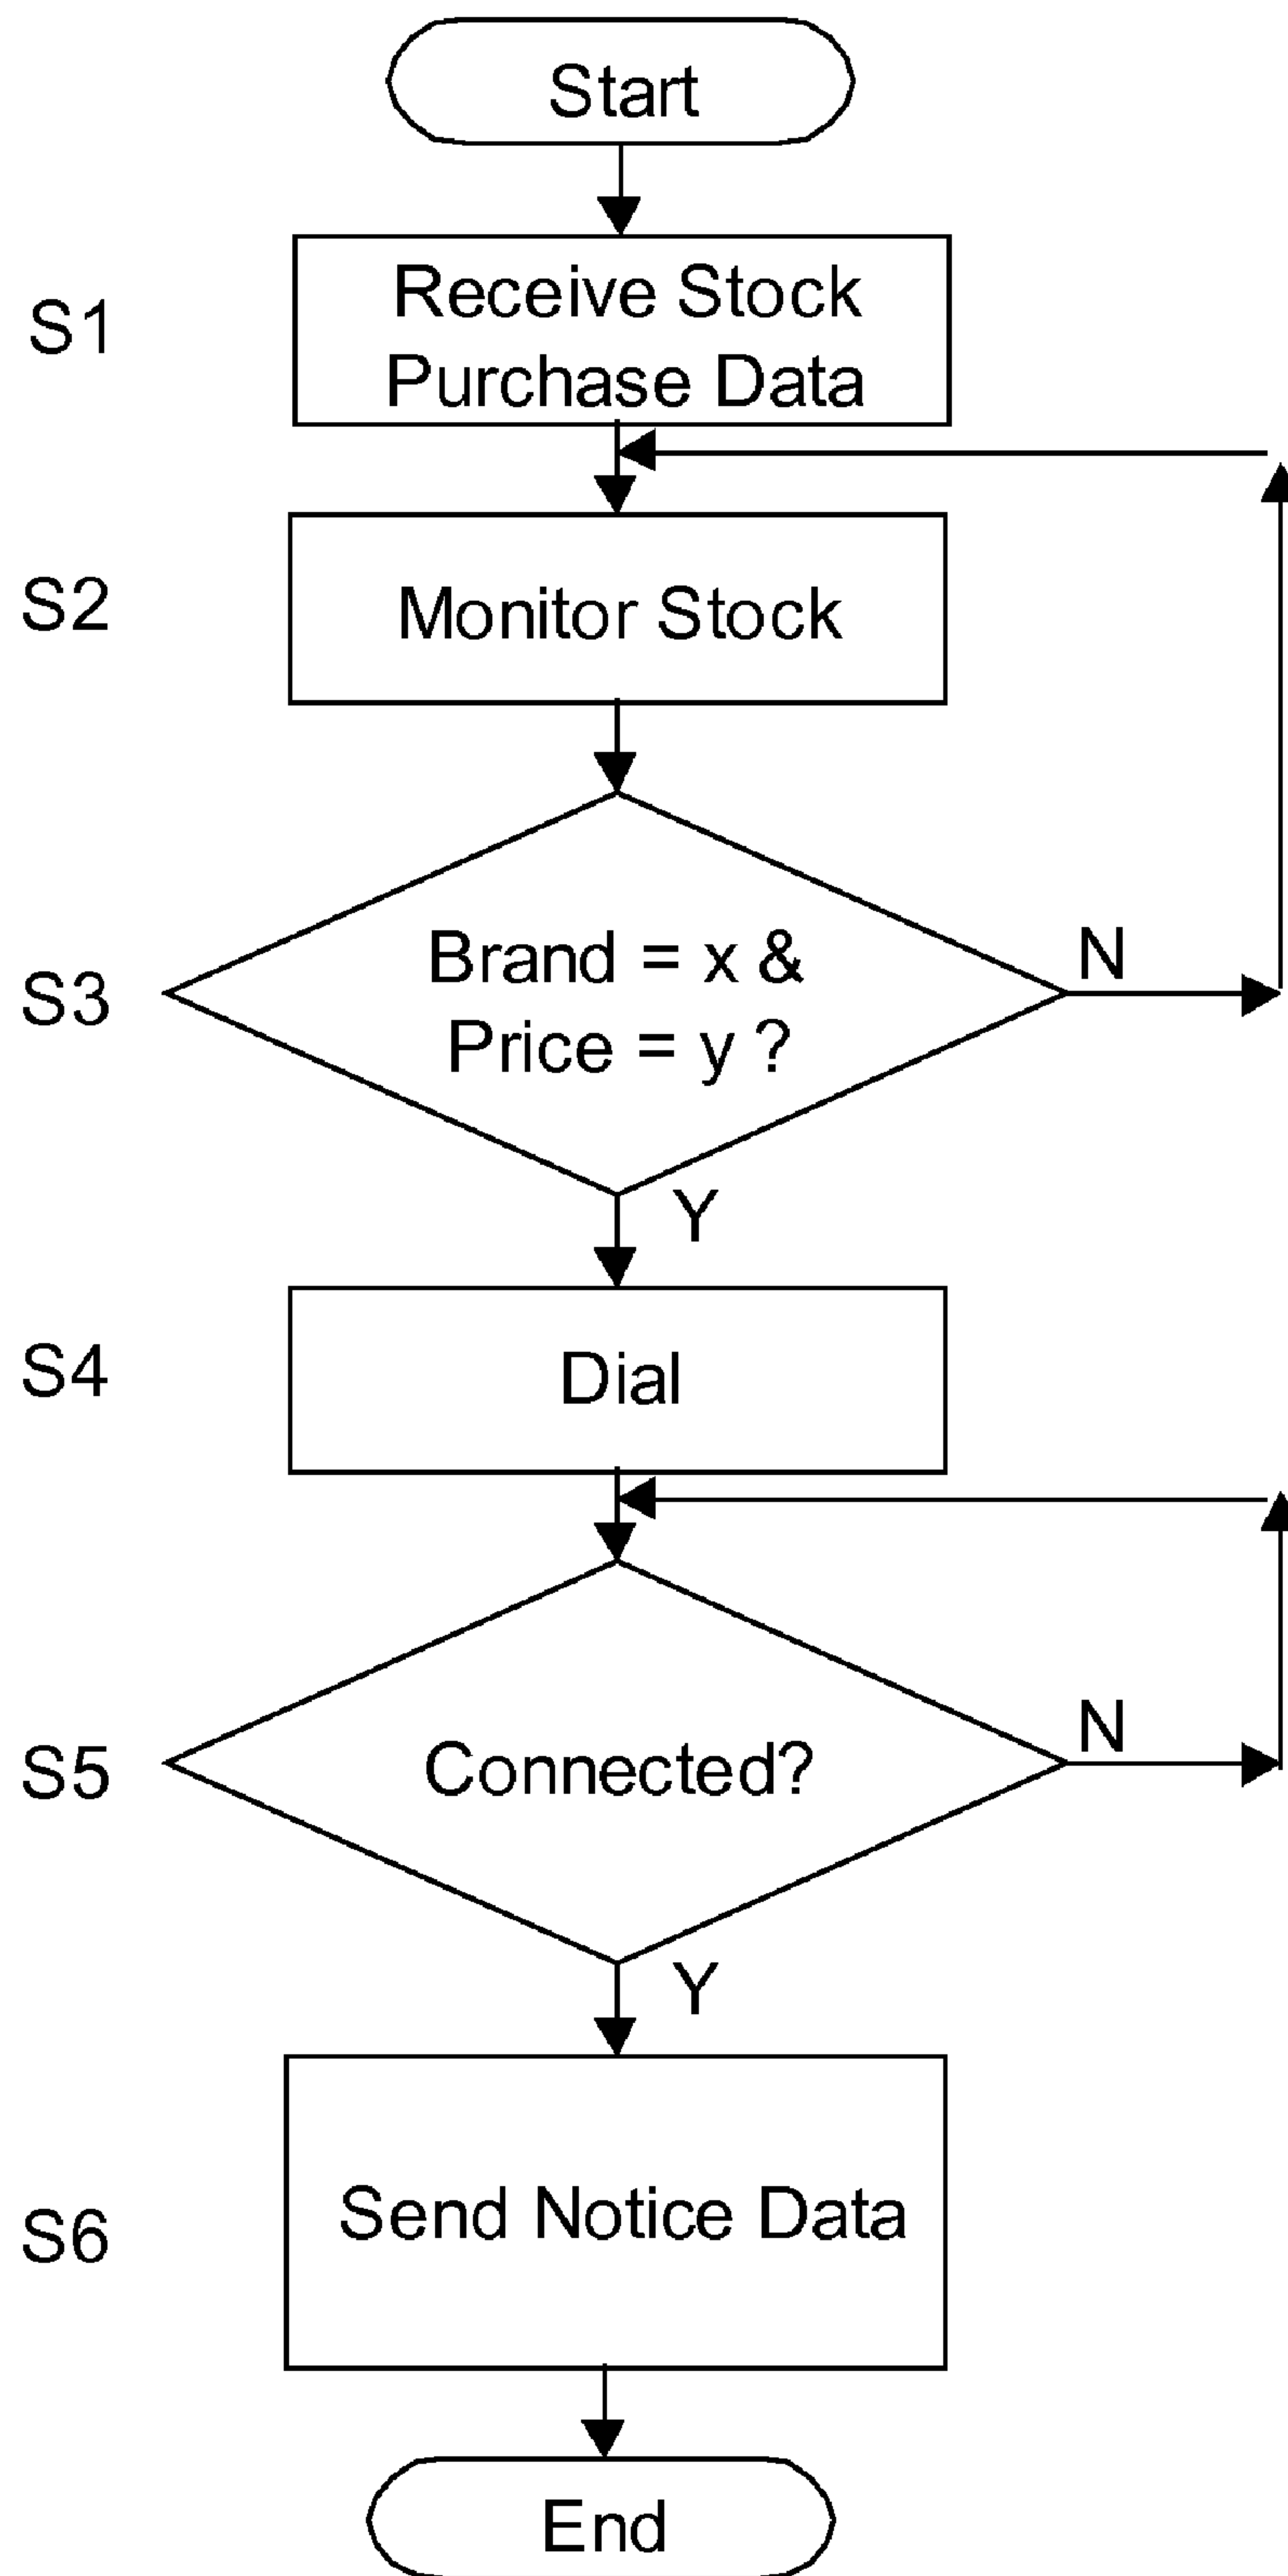 Start
S1
Receive Stock
Purchase Data
S2
Monitor Stock
S3
Brand = x &
Price = y ?
N
Y
S4
Dial
S5
Connected?
N
Y
S6
Send Notice Data
End